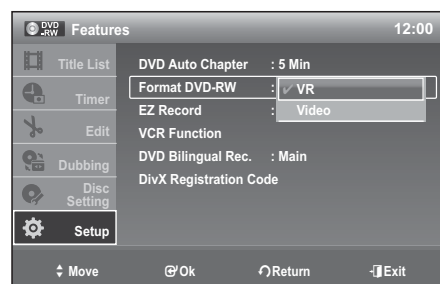 DVD-RW Features 12:00
Title List
Timer
Edit
Dubbing
Disc
Setting
Setup
DVD Auto Chapter : 5 Min
Format DVD-RW : ✓ VR
Video
EZ Record :
VCR Function
DVD Bilingual Rec. : Main
DivX Registration Code
Move Ok Return Exit